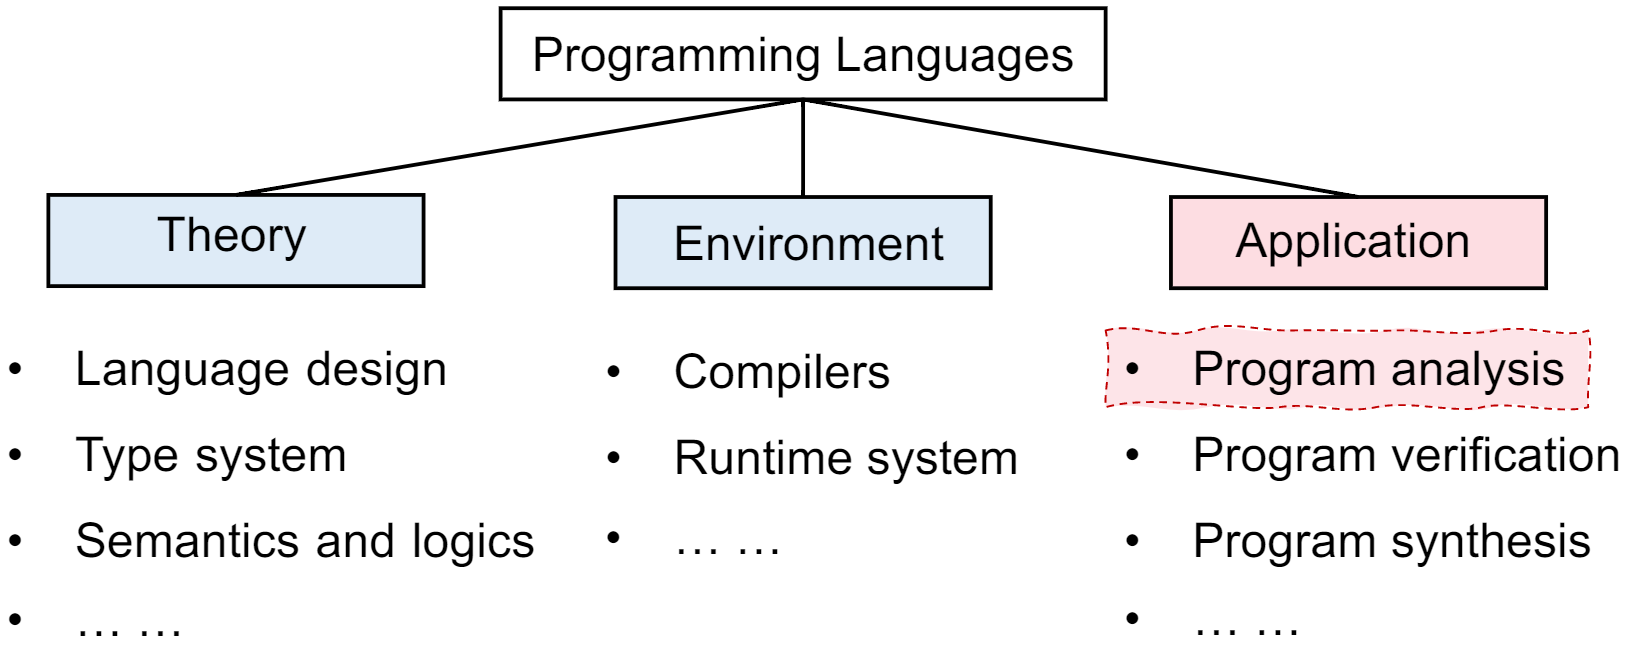 Programming Languages
Theory
Environment
Application
• Language design
• Type system
• Semantics and logics
• … …
• Compilers
• Runtime system
• … …
• Program analysis
• Program verification
• Program synthesis
• … …